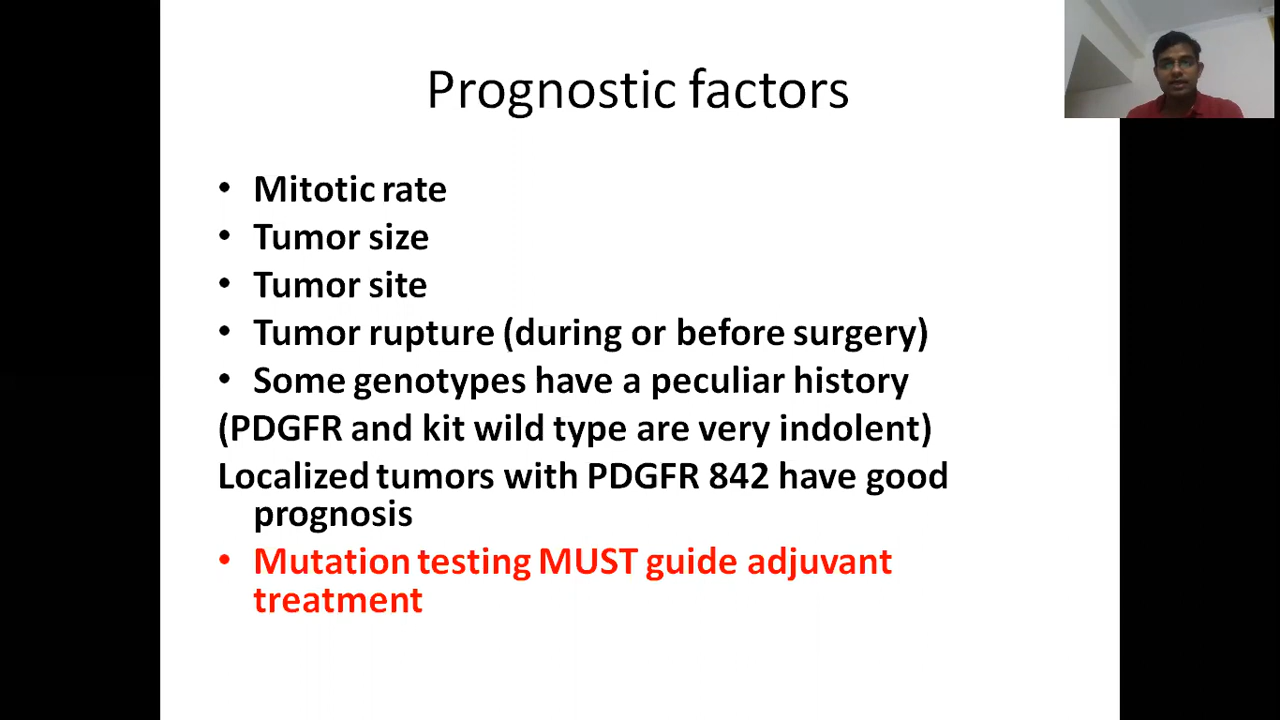 Prognostic factors
• Mitotic rate
• Tumor size
• Tumor site
• Tumor rupture (during or before surgery)
• Some genotypes have a peculiar history
(PDGFR and kit wild type are very indolent)
Localized tumors with PDGFR 842 have good
prognosis
• Mutation testing MUST guide adjuvant
treatment